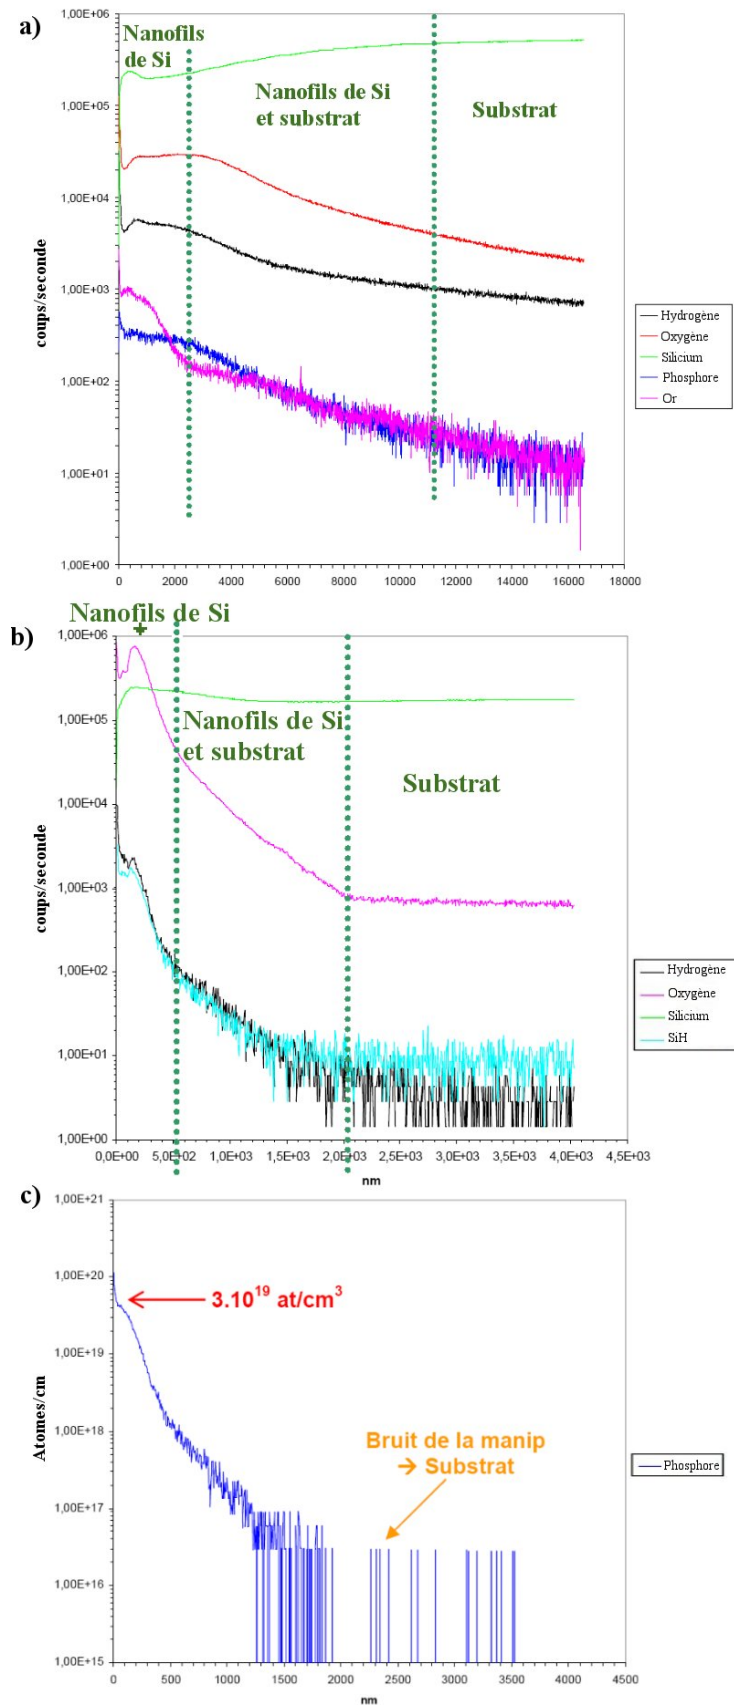 a)
Nanofils
de Si
Nanofils de Si
et substrat
Substrat
coups/seconde
1,00E+06
1,00E+05
1,00E+04
1,00E+03
1,00E+02
1,00E+01
1,00E+00
0 2000 4000 6000 8000 10000 12000 14000 16000 18000
Hydrogène
Oxygène
Silicium
Phosphore
Or
b)
Nanofils de Si
Nanofils de Si
et substrat
Substrat
coups/seconde
1,00E+06
1,00E+05
1,00E+04
1,00E+03
1,00E+02
1,00E+01
1,00E+00
0,0E+00 5,0E+02 1,0E+03 1,5E+03 2,0E+03 2,5E+03 3,0E+03 3,5E+03 4,0E+03 4,5E+03
nm
Hydrogène
Oxygène
Silicium
SiH
c)
Atomes/cm
1,00E+21
1,00E+20
1,00E+19
1,00E+18
1,00E+17
1,00E+16
1,00E+15
3.10¹⁹ at/cm³
Bruit de la manip
→ Substrat
0 500 1000 1500 2000 2500 3000 3500 4000 4500
nm
Phosphore